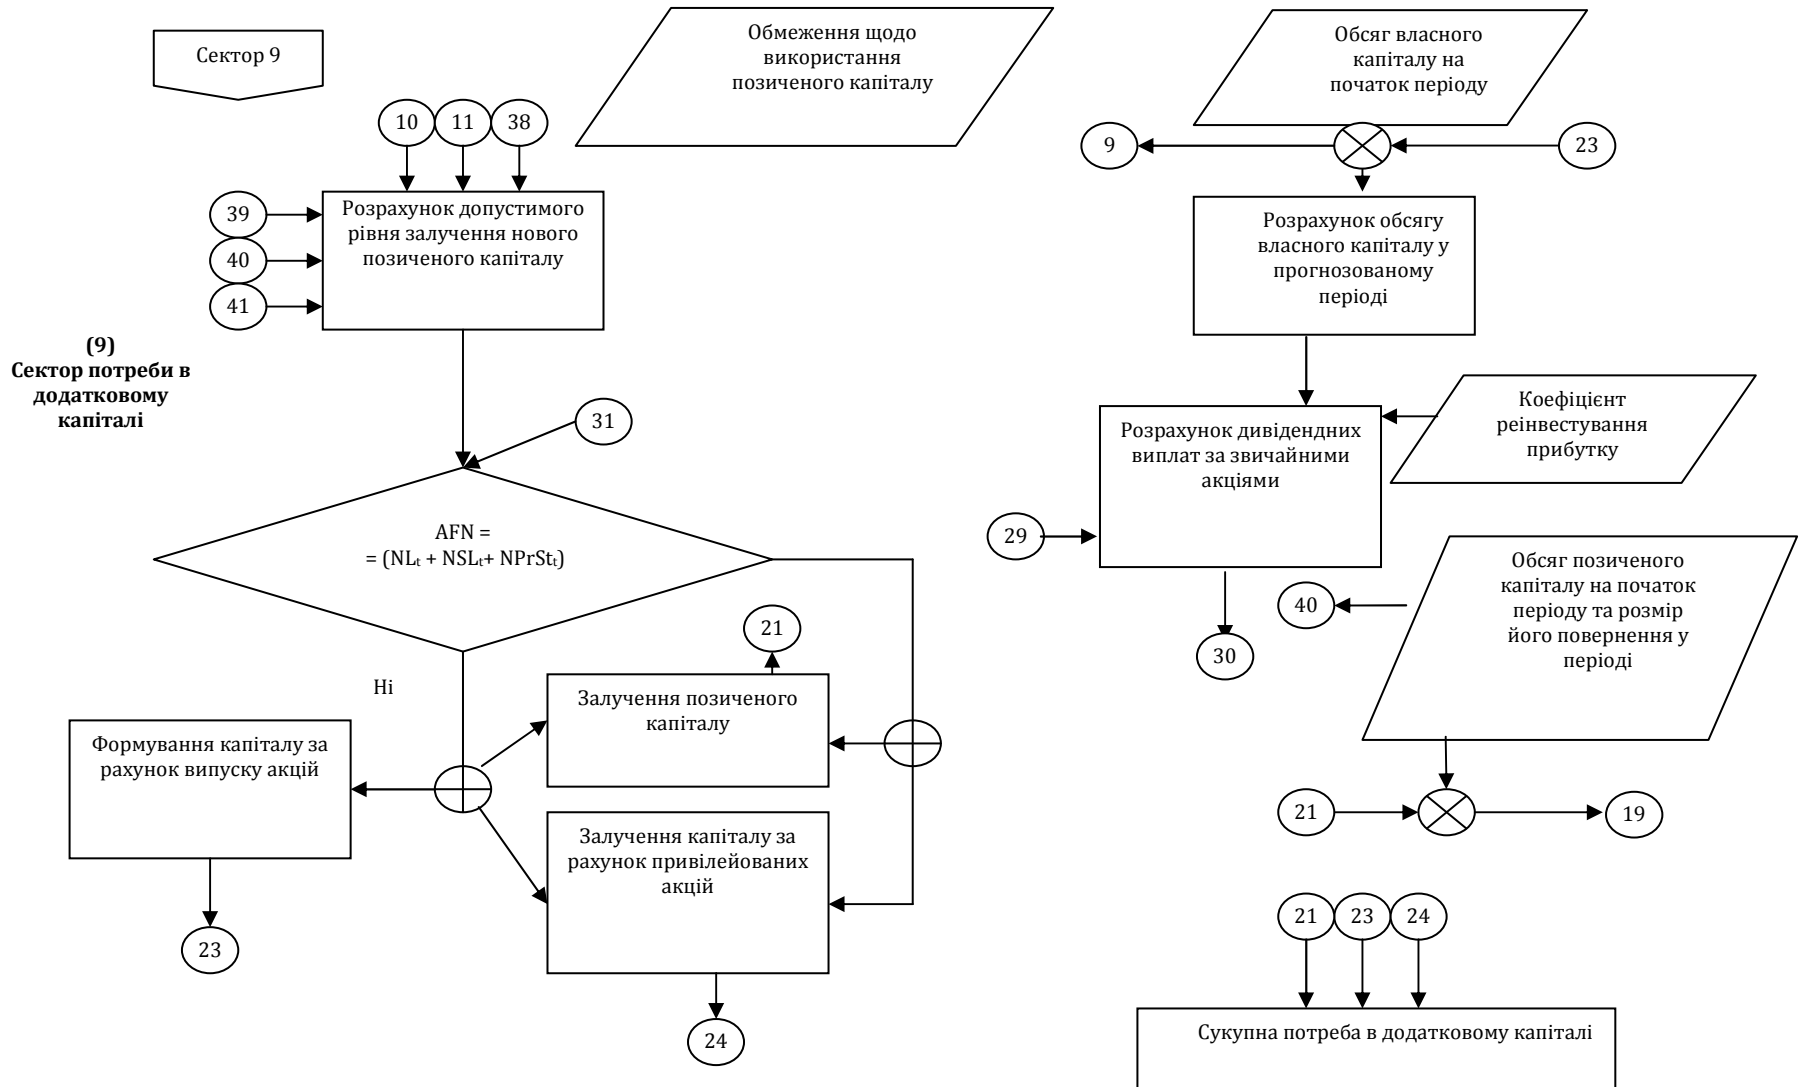 Сектор 9
Обмеження щодо
використання
позиченого капіталу
10
11
38
39
40
41
Розрахунок допустимого
рівня залучення нового
позиченого капіталу
(9)
Сектор потреби в
додатковому
капіталі
31
AFN =
= (NLₜ + NSLₜ+ NPrStₜ)
Ні
21
Залучення позиченого
капіталу
Формування капіталу за
рахунок випуску акцій
Залучення капіталу за
рахунок привілейованих
акцій
23
24
Обсяг власного
капіталу на
початок періоду
9
23
Розрахунок обсягу
власного капіталу у
прогнозованому
періоді
Коефіцієнт
реінвестування
прибутку
Розрахунок дивідендних
виплат за звичайними
акціями
29
30
40
Обсяг позиченого
капіталу на початок
періоду та розмір
його повернення у
періоді
21
19
21
23
24
Сукупна потреба в додатковому капіталі